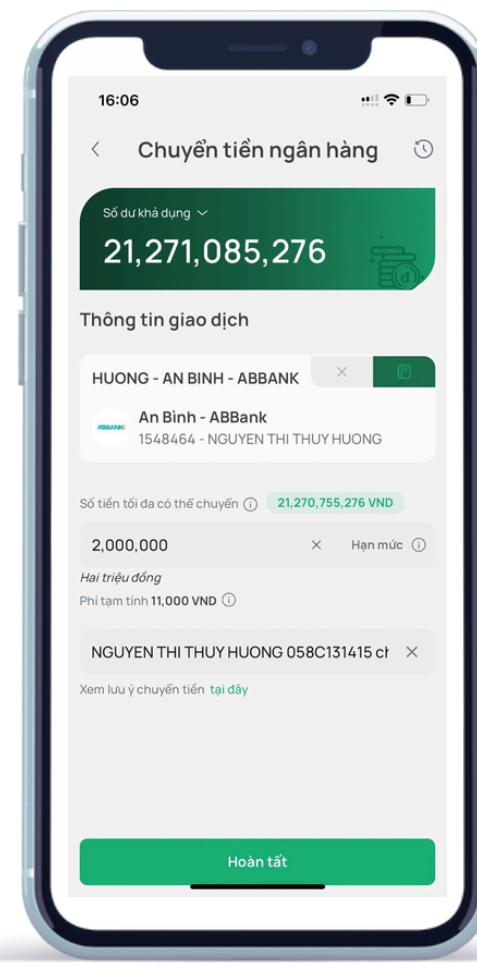 16:06
Chuyển tiền ngân hàng
Số dư khả dụng
21,271,085,276
đ
Thông tin giao dịch
HUONG - AN BINH - ABBANK
ABBANK
An Bình - ABBank
1548464 - NGUYEN THI THUY HUONG
Số tiền tối đa có thể chuyển 21,270,755,276 VND
2,000,000 Hạn mức
Hai triệu đồng
Phí tạm tính 11,000 VND
NGUYEN THI THUY HUONG 058C131415 ch
Xem lưu ý chuyển tiền tại đây
Hoàn tất